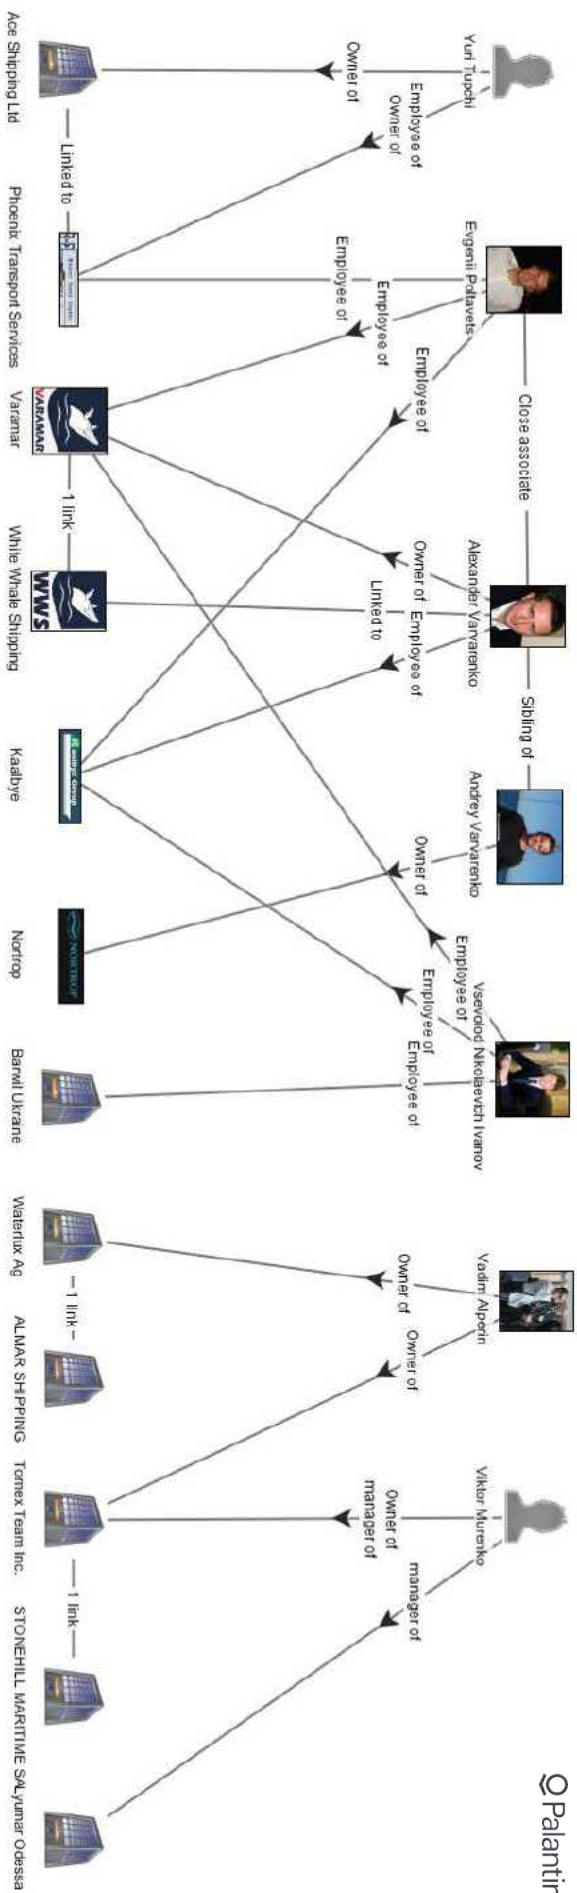 Palantir
Yuri Tupchi
Evgenii Poltavets
Close associate
Alexander Varvarenko
Sibling of
Andrey Varvarenko
Vsevolod Nikolaevich Ivanov
Vadim Alperin
Viktor Murenko
Owner of
Employee of
Owner of
Employee of
Employee of
Employee of
Owner of
Linked to
Employee of
Owner of
Employee of
Employee of
Employee of
Owner of
Owner of
Owner of
manager of
manager of
Linked to
VARAMAR
1 link
WWS
NORTROP
1 link
1 link
Ace Shipping Ltd
Phoenix Transport Services
Varamar
White Whale Shipping
Kaalbye
Nortrop
Barwil Ukraine
Waterlux Ag
ALMAR SHIPPING
Tomex Team Inc.
STONEHILL MARITIME SA
Lyumar Odessa